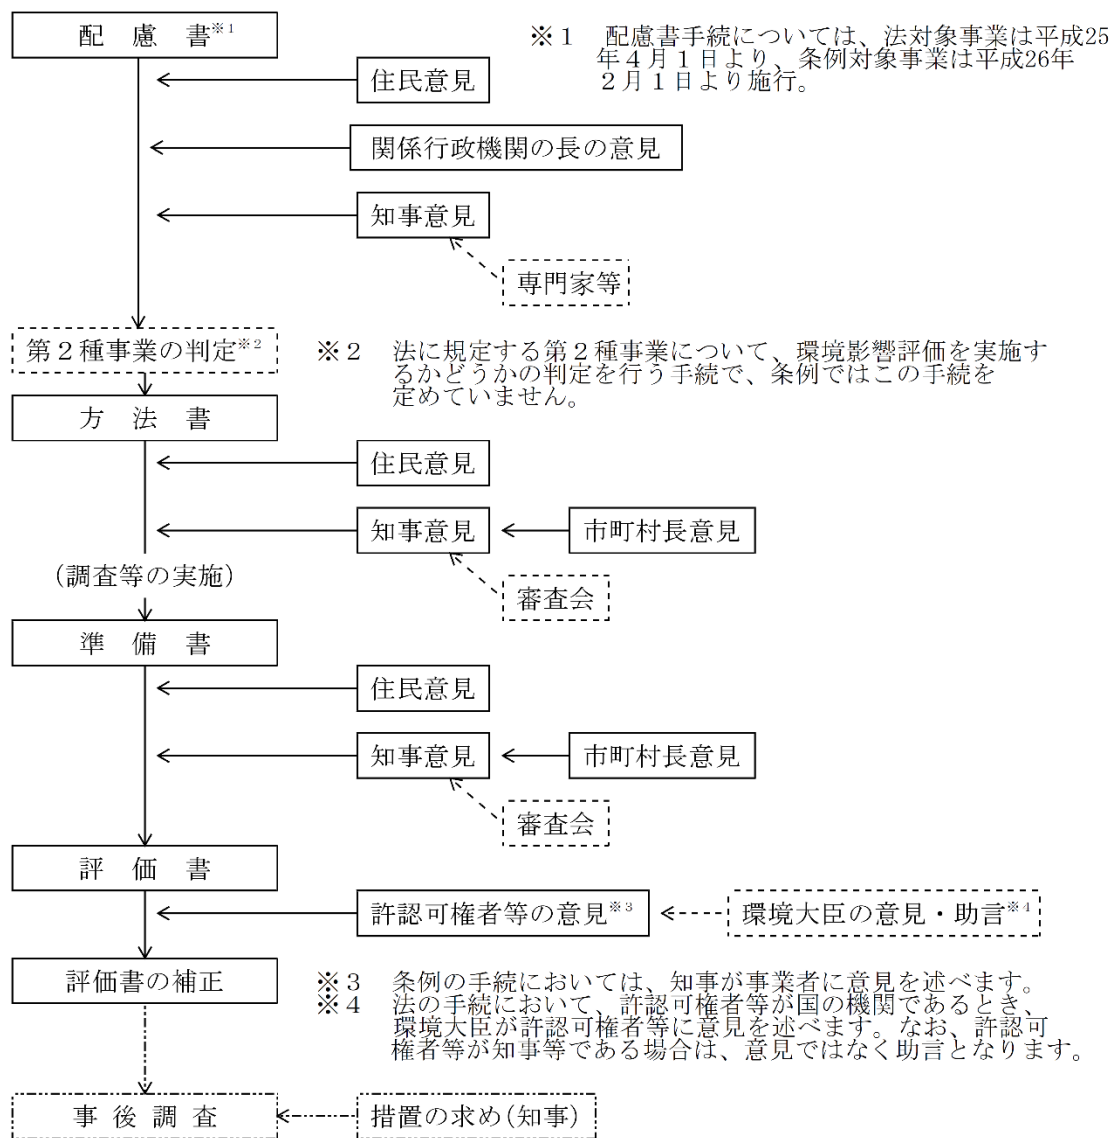 配慮書※1
※１　配慮書手続については、法対象事業は平成25
年４月１日より、条例対象事業は平成26年
２月１日より施行。
住民意見
関係行政機関の長の意見
知事意見
専門家等
第２種事業の判定※2
※２　法に規定する第２種事業について、環境影響評価を実施す
るかどうかの判定を行う手続で、条例ではこの手続を
定めていません。
方法書
住民意見
知事意見
市町村長意見
(調査等の実施)
審査会
準備書
住民意見
知事意見
市町村長意見
審査会
評価書
許認可権者等の意見※3
環境大臣の意見・助言※4
評価書の補正
※３　条例の手続においては、知事が事業者に意見を述べます。
※４　法の手続において、許認可権者等が国の機関であるとき、
環境大臣が許認可権者等に意見を述べます。なお、許認可
権者等が知事等である場合は、意見ではなく助言となります。
事後調査
措置の求め(知事)